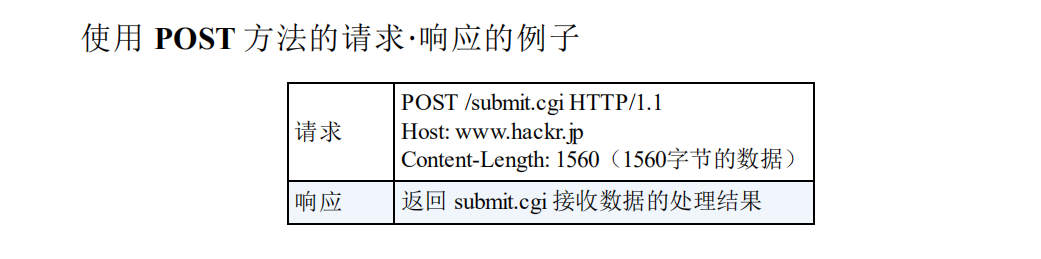 使用 POST 方法的请求·响应的例子
请求
POST /submit.cgi HTTP/1.1
Host: www.hackr.jp
Content-Length: 1560（1560字节的数据）
响应
返回 submit.cgi 接收数据的处理结果